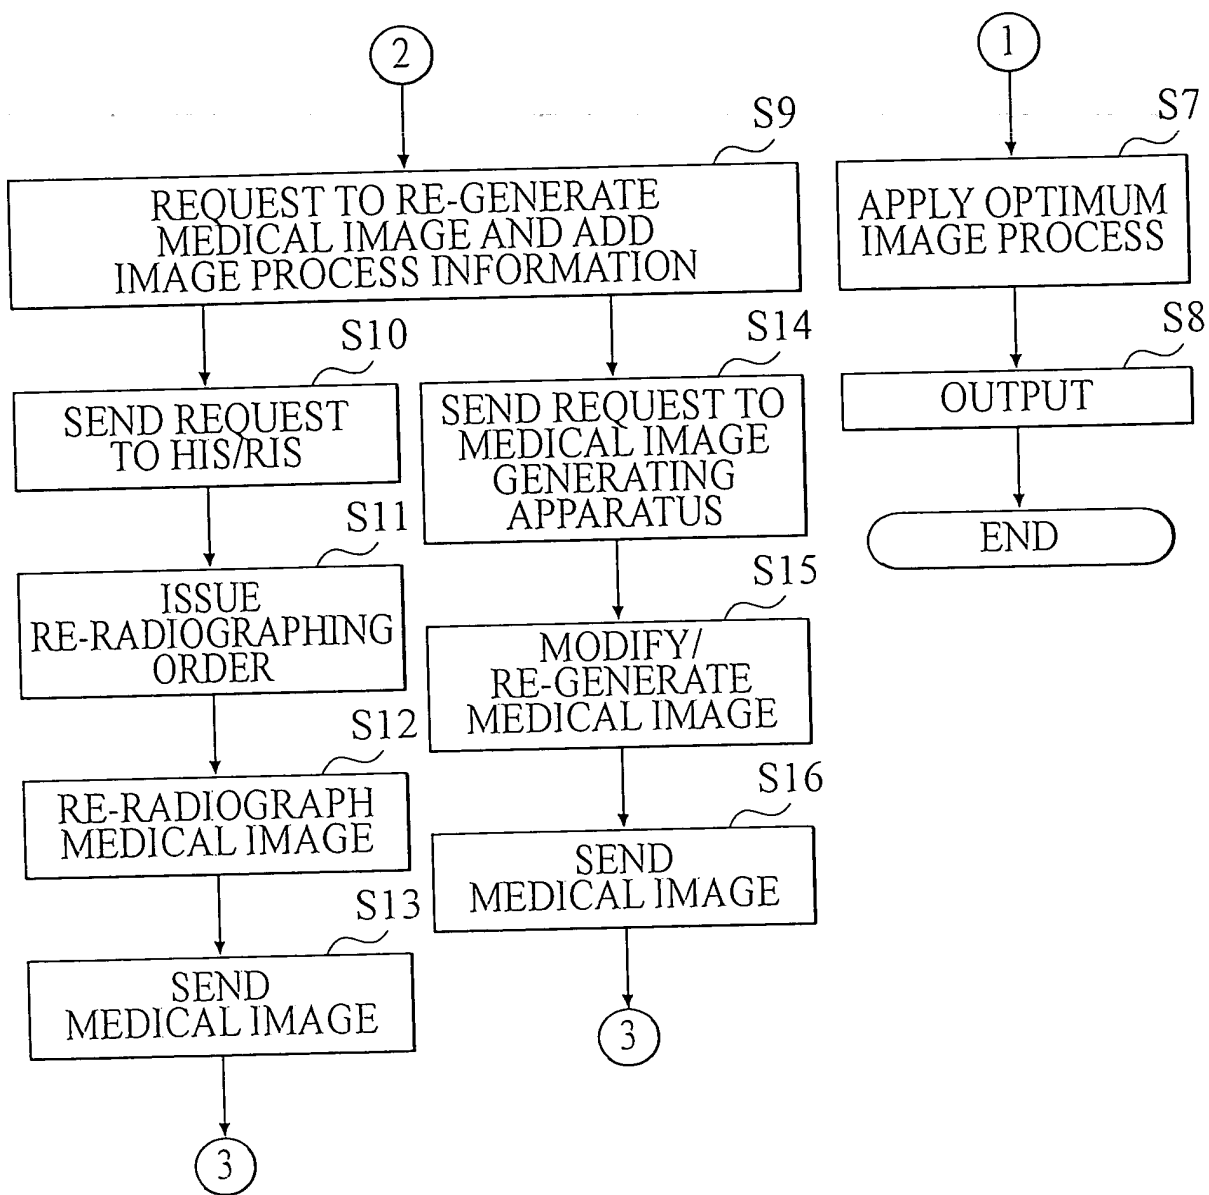 2
S9
REQUEST TO RE-GENERATE
MEDICAL IMAGE AND ADD
IMAGE PROCESS INFORMATION
S10
SEND REQUEST
TO HIS/RIS
S11
ISSUE
RE-RADIOGRAPHING
ORDER
S12
RE-RADIOGRAPH
MEDICAL IMAGE
S13
SEND
MEDICAL IMAGE
3
S14
SEND REQUEST TO
MEDICAL IMAGE
GENERATING
APPARATUS
S15
MODIFY/
RE-GENERATE
MEDICAL IMAGE
S16
SEND
MEDICAL IMAGE
3
1
S7
APPLY OPTIMUM
IMAGE PROCESS
S8
OUTPUT
END